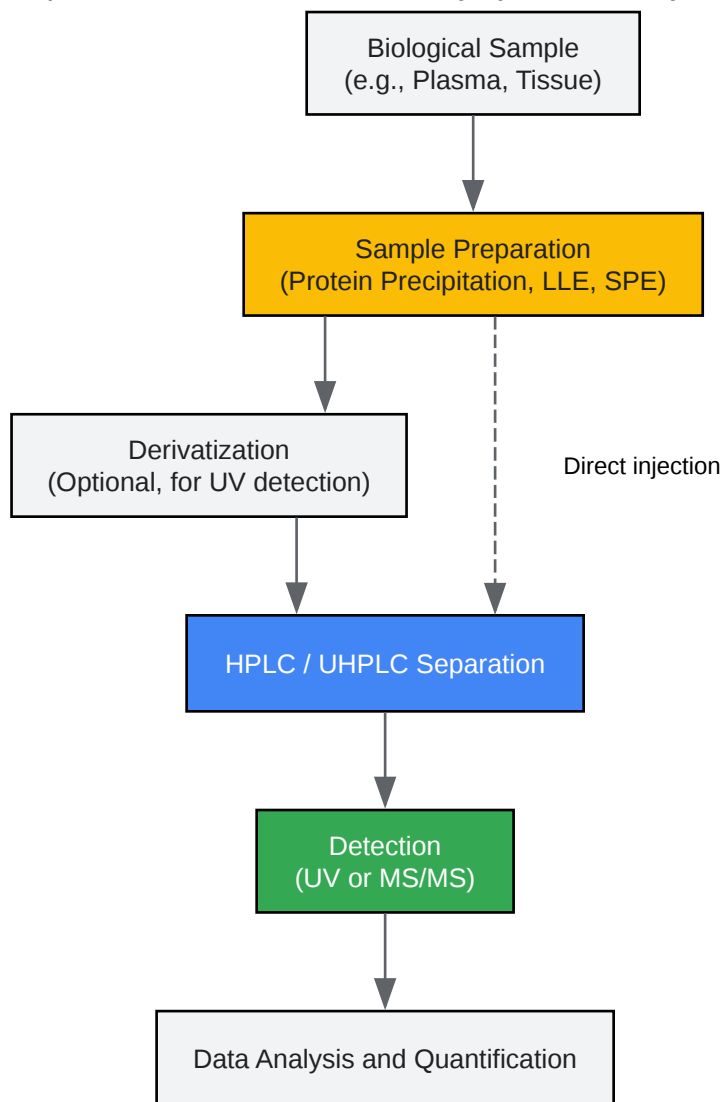 Biological Sample
(e.g., Plasma, Tissue)
Sample Preparation
(Protein Precipitation, LLE, SPE)
Derivatization
(Optional, for UV detection)
Direct injection
HPLC / UHPLC Separation
Detection
(UV or MS/MS)
Data Analysis and Quantification